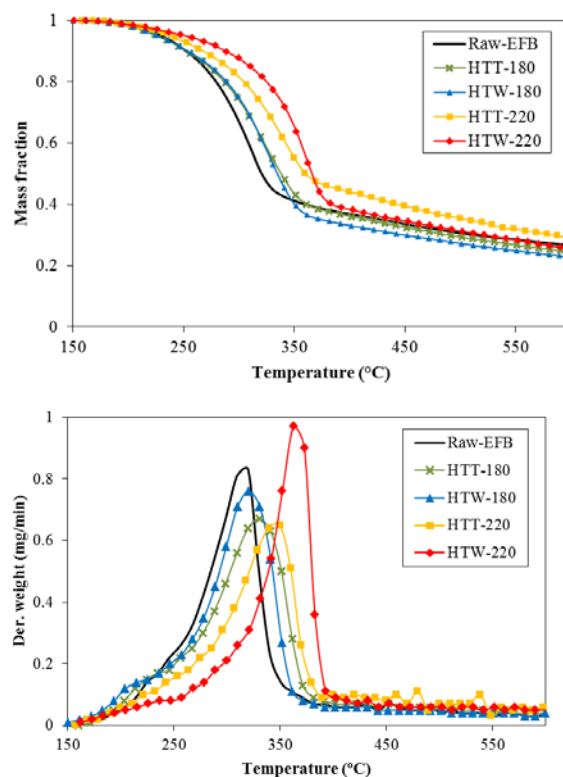 1
0.8
0.6
0.4
0.2
0
Mass fraction
Raw-EFB
HTT-180
HTW-180
HTT-220
HTW-220
150 250 350 450 550
Temperature (°C)
1
0.8
0.6
0.4
0.2
0
Der. weight (mg/min)
Raw-EFB
HTT-180
HTW-180
HTT-220
HTW-220
150 250 350 450 550
Temperature (ºC)